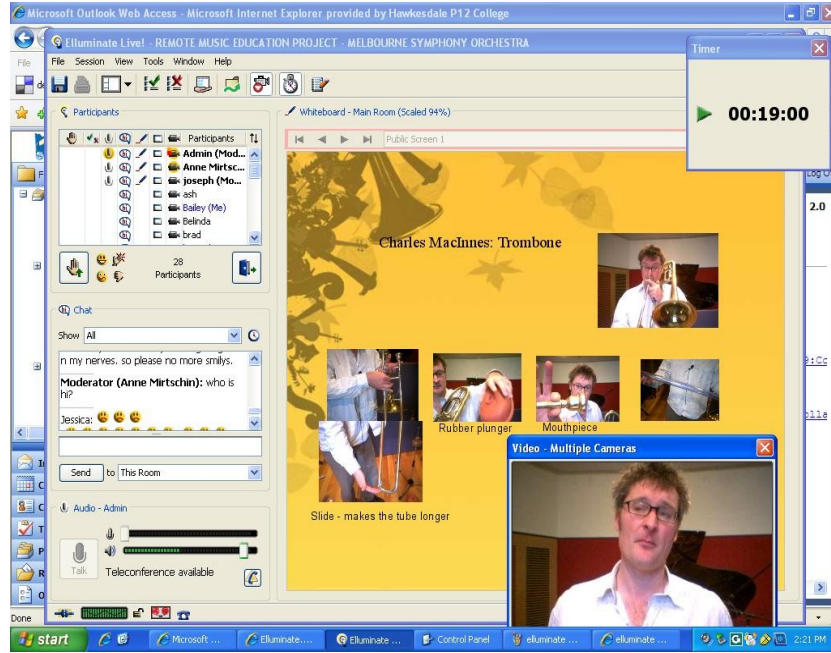 Microsoft Outlook Web Access - Microsoft Internet Explorer provided by Hawkesdale P12 College
Elluminate Live! - REMOTE MUSIC EDUCATION PROJECT - MELBOURNE SYMPHONY ORCHESTRA
File Session View Tools Window Help
File
Timer
00:19:00
Participants
Participants
Admin (Mod...
Anne Mirtsc...
joseph (Mo...
ash
Bailey (Me)
Belinda
brad
28
Participants
Chat
Show All
n my nerves. so please no more smilys.
Moderator (Anne Mirtschin): who is
hi?
Jessica:
Send to This Room
Audio - Admin
Talk
Teleconference available
Whiteboard - Main Room (Scaled 94%)
Public Screen 1
Charles MacInnes: Trombone
Rubber plunger
Mouthpiece
Slide - makes the tube longer
Video - Multiple Cameras
2.0
Done
start
Microsoft ...
Elluminate....
Elluminate ...
Control Panel
elluminate ...
elluminate ...
2:21 PM